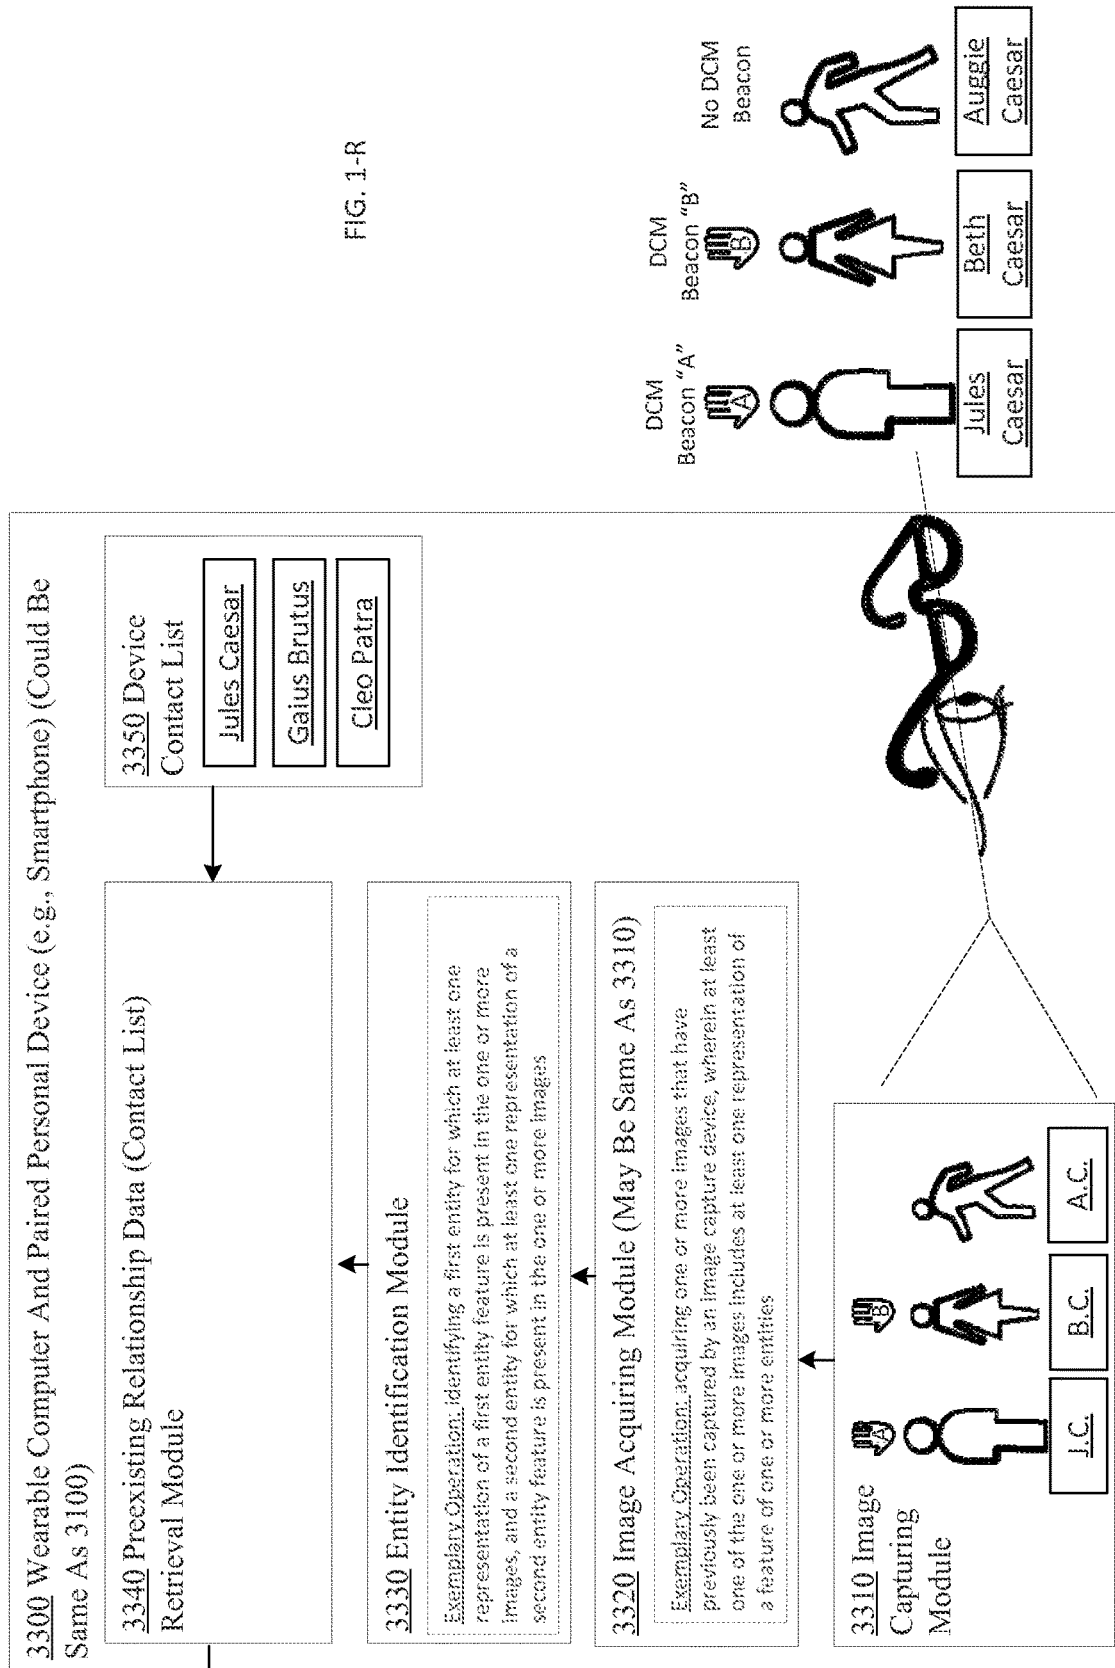 3300 Wearable Computer And Paired Personal Device (e.g., Smartphone) (Could Be
Same As 3100)
3340 Preexisting Relationship Data (Contact List)
Retrieval Module
3350 Device
Contact List
Jules Caesar
Gaius Brutus
Cleo Patra
3330 Entity Identification Module
Exemplary Operation: identifying a first entity for which at least one
representation of a first entity feature is present in the one or more
images, and a second entity for which at least one representation of a
second entity feature is present in the one or more images
3320 Image Acquiring Module (May Be Same As 3310)
Exemplary Operation: acquiring one or more images that have
previously been captured by an image capture device, wherein at least
one of the one or more images includes at least one representation of
a feature of one or more entities
3310 Image
Capturing
Module
A
B
J.C.
B.C.
A.C.
FIG. 1-R
DCM
Beacon "A"
A
Jules
Caesar
DCM
Beacon "B"
B
Beth
Caesar
No DCM
Beacon
Auggie
Caesar